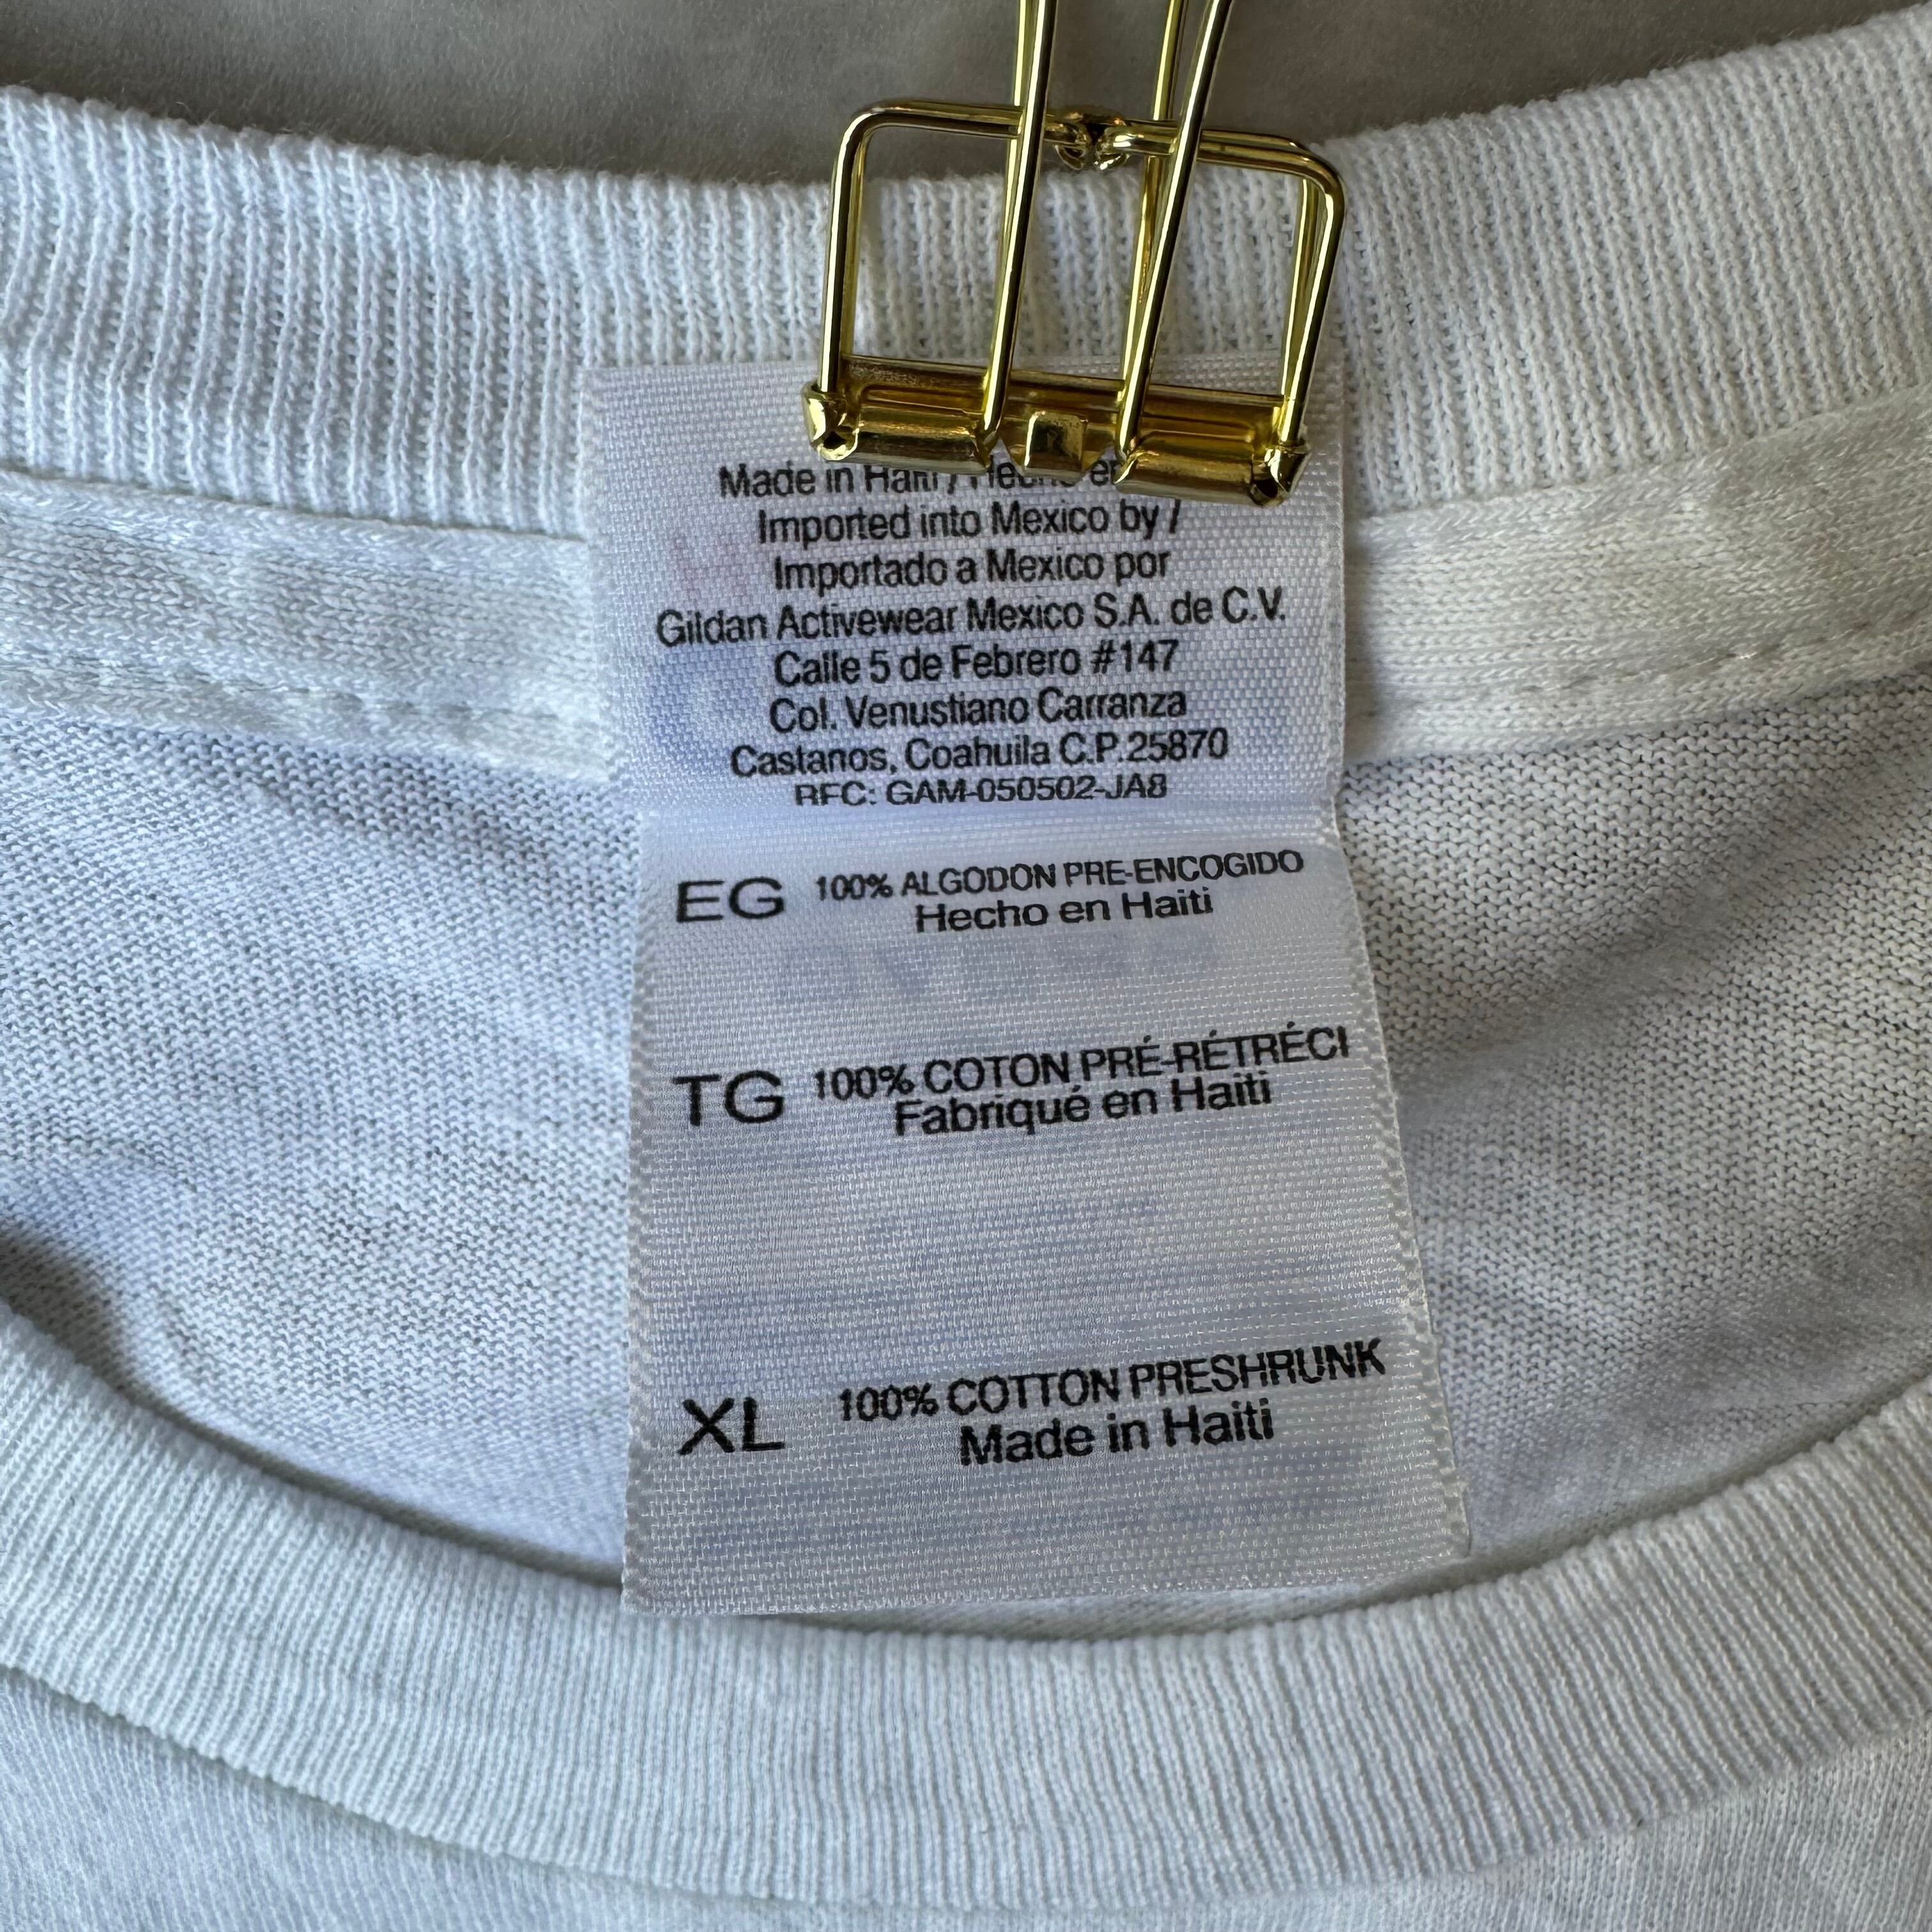 Made in Haiti / Hecho en
Imported into Mexico by /
Importado a Mexico por
Gildan Activewear Mexico S.A. de C.V.
Calle 5 de Febrero #147
Col. Venustiano Carranza
Castanos, Coahuila C.P.25870
RFC: GAM-050502-JA8
EG 100% ALGODON PRE-ENCOGIDO
Hecho en Haiti
TG 100% COTON PRÉ-RÉTRÉCI
Fabriqué en Haiti
XL 100% COTTON PRESHRUNK
Made in Haiti